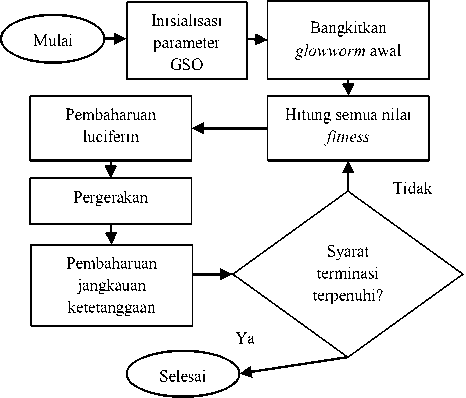 Mulai
Inisialisasi
parameter
GSO
Bangkitkan
glowworm awal
Hitung semua nilai
fitness
Pembaharuan
luciferin
Pergerakan
Pembaharuan
jangkauan
ketetanggaan
Syarat
terminasi
terpenuhi?
Tidak
Ya
Selesai